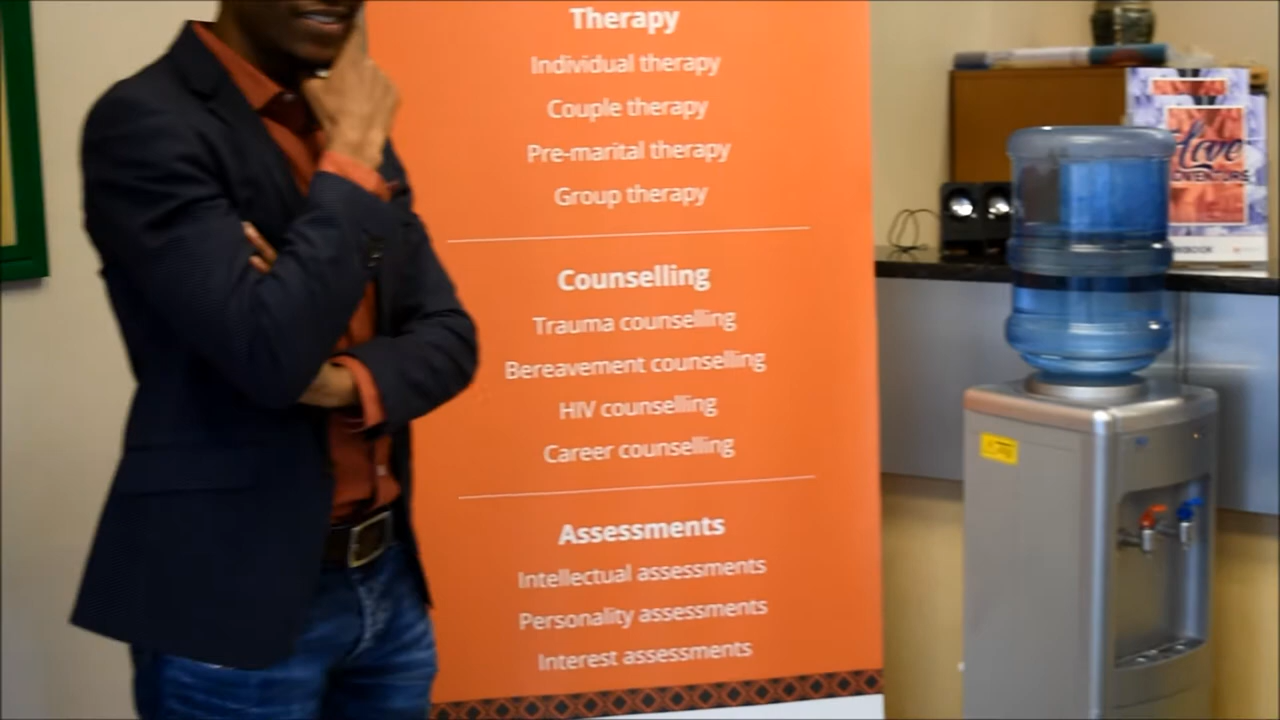 Therapy
Individual therapy
Couple therapy
Pre-marital therapy
Group therapy
Counselling
Trauma counselling
Bereavement counselling
HIV counselling
Career counselling
Assessments
Intellectual assessments
Personality assessments
Interest assessments
Love